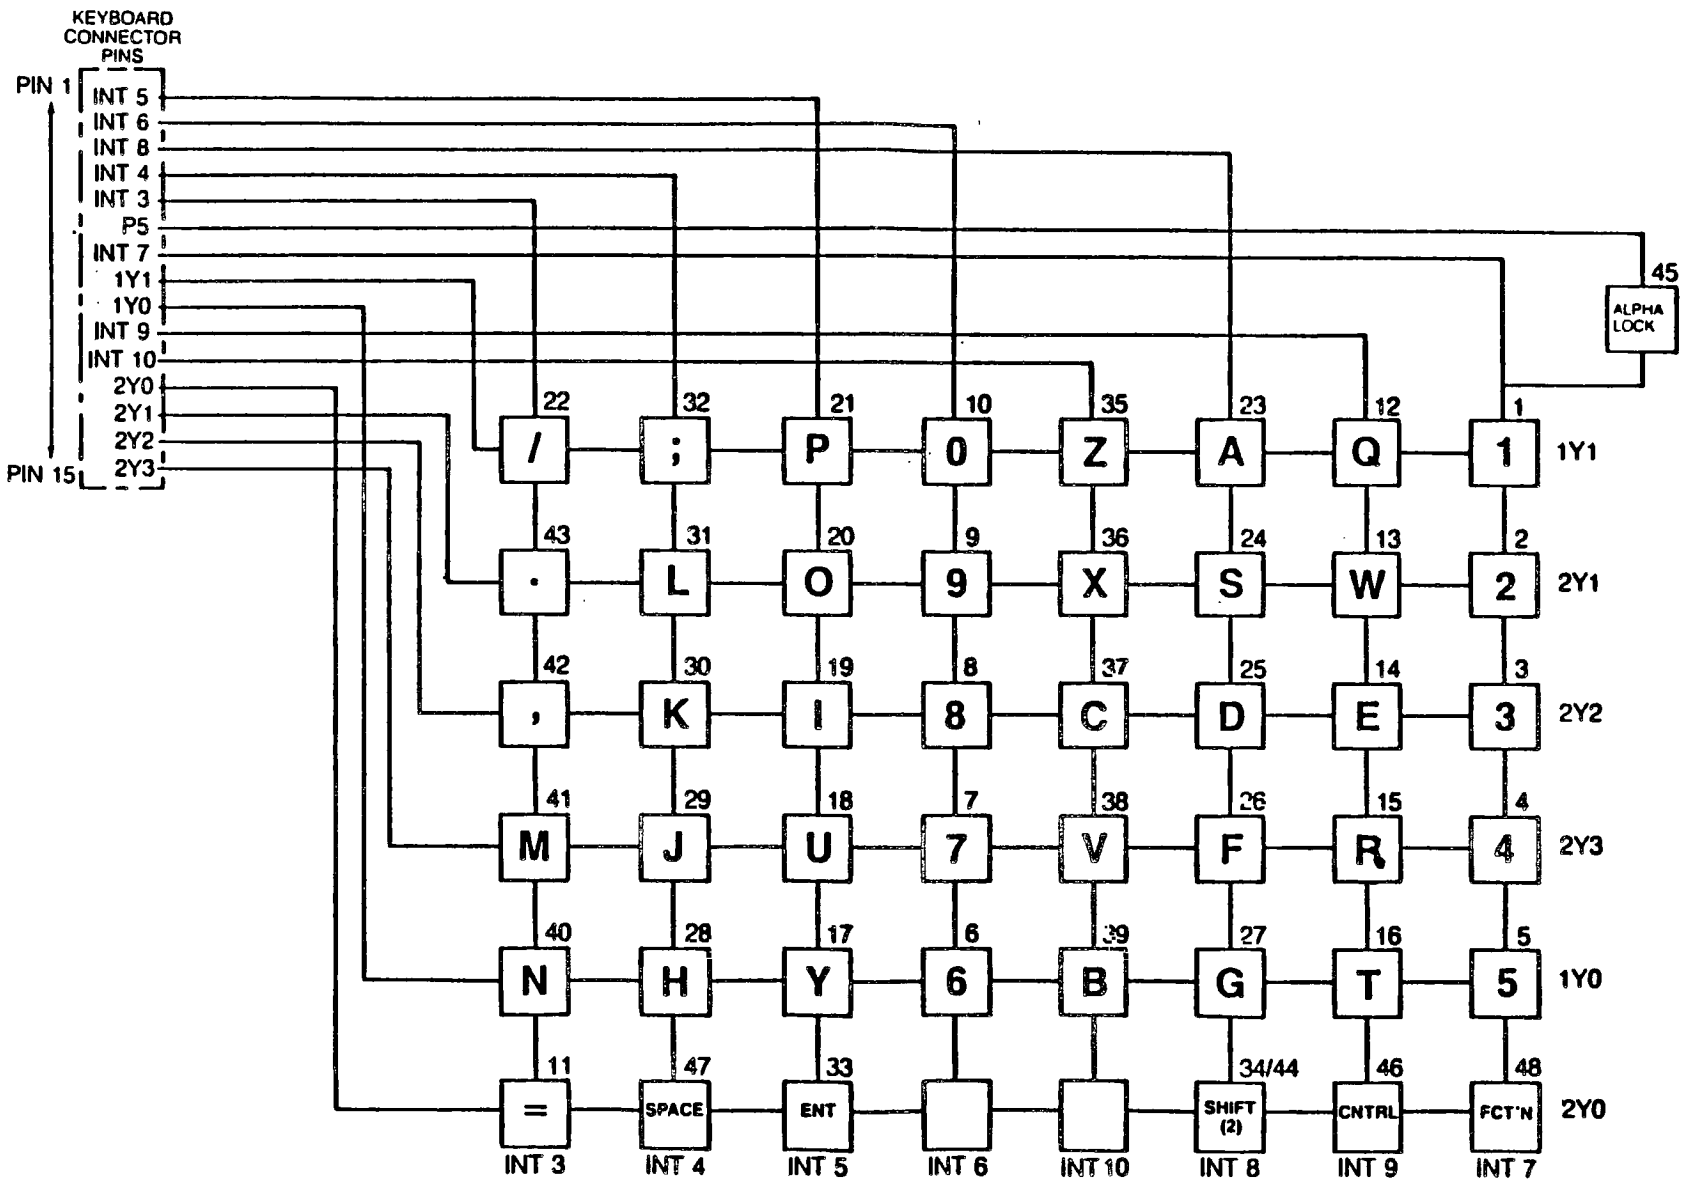 KEYBOARD
CONNECTOR
PINS
PIN 1
INT 5
INT 6
INT 8
INT 4
INT 3
P5
INT 7
1Y1
1Y0
INT 9
INT 10
2Y0
2Y1
2Y2
2Y3
PIN 15
45
ALPHA
LOCK
22 32 21 10 35 23 12 1
/ ; P 0 Z A Q 1 1Y1
43 31 20 9 36 24 13 2
. L O 9 X S W 2 2Y1
42 30 19 8 37 25 14 3
, K I 8 C D E 3 2Y2
41 29 18 7 38 26 15 4
M J U 7 V F R 4 2Y3
40 28 17 6 39 27 16 5
N H Y 6 B G T 5 1Y0
11 47 33 34/44 46 48
= SPACE ENT SHIFT (2) CNTRL FCT'N 2Y0
INT 3 INT 4 INT 5 INT 6 INT 10 INT 8 INT 9 INT 7